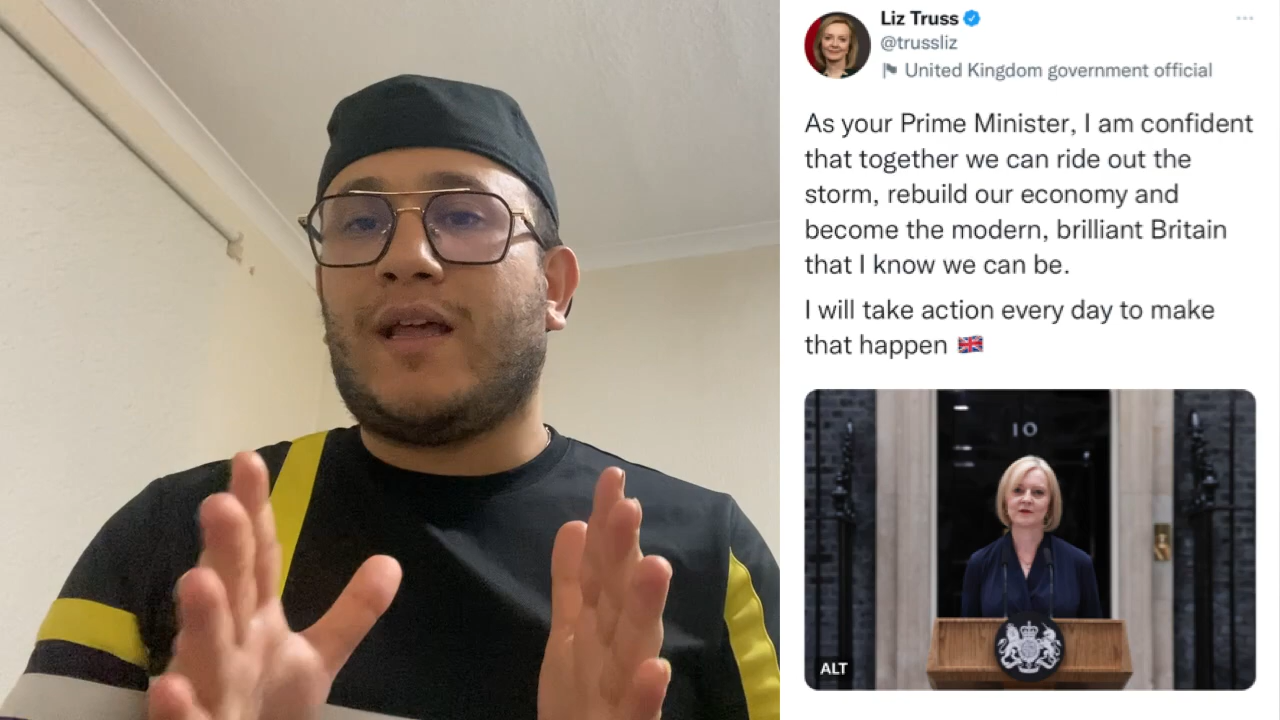 Liz Truss
@trussliz
United Kingdom government official
As your Prime Minister, I am confident
that together we can ride out the
storm, rebuild our economy and
become the modern, brilliant Britain
that I know we can be.
I will take action every day to make
that happen 🇬🇧
10
ALT